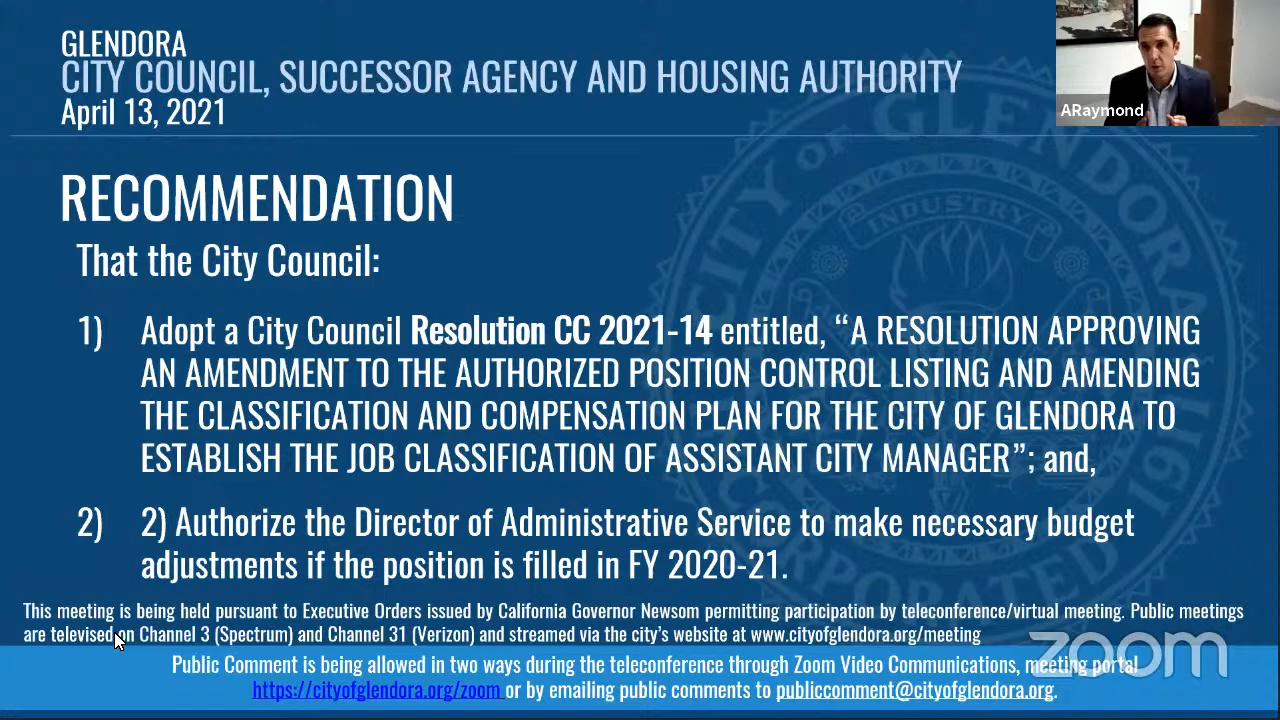 GLENDORA
CITY COUNCIL, SUCCESSOR AGENCY AND HOUSING AUTHORITY
April 13, 2021
ARaymond
RECOMMENDATION
That the City Council:
1) Adopt a City Council Resolution CC 2021-14 entitled, “A RESOLUTION APPROVING
AN AMENDMENT TO THE AUTHORIZED POSITION CONTROL LISTING AND AMENDING
THE CLASSIFICATION AND COMPENSATION PLAN FOR THE CITY OF GLENDORA TO
ESTABLISH THE JOB CLASSIFICATION OF ASSISTANT CITY MANAGER”; and,
2) 2) Authorize the Director of Administrative Service to make necessary budget
adjustments if the position is filled in FY 2020-21.
This meeting is being held pursuant to Executive Orders issued by California Governor Newsom permitting participation by teleconference/virtual meeting. Public meetings
are televised on Channel 3 (Spectrum) and Channel 31 (Verizon) and streamed via the city’s website at www.cityofglendora.org/meeting
Public Comment is being allowed in two ways during the teleconference through Zoom Video Communications, meeting portal
https://cityofglendora.org/zoom or by emailing public comments to publiccomment@cityofglendora.org.
zoom
CITY OF GLENDORA
INDUSTRY